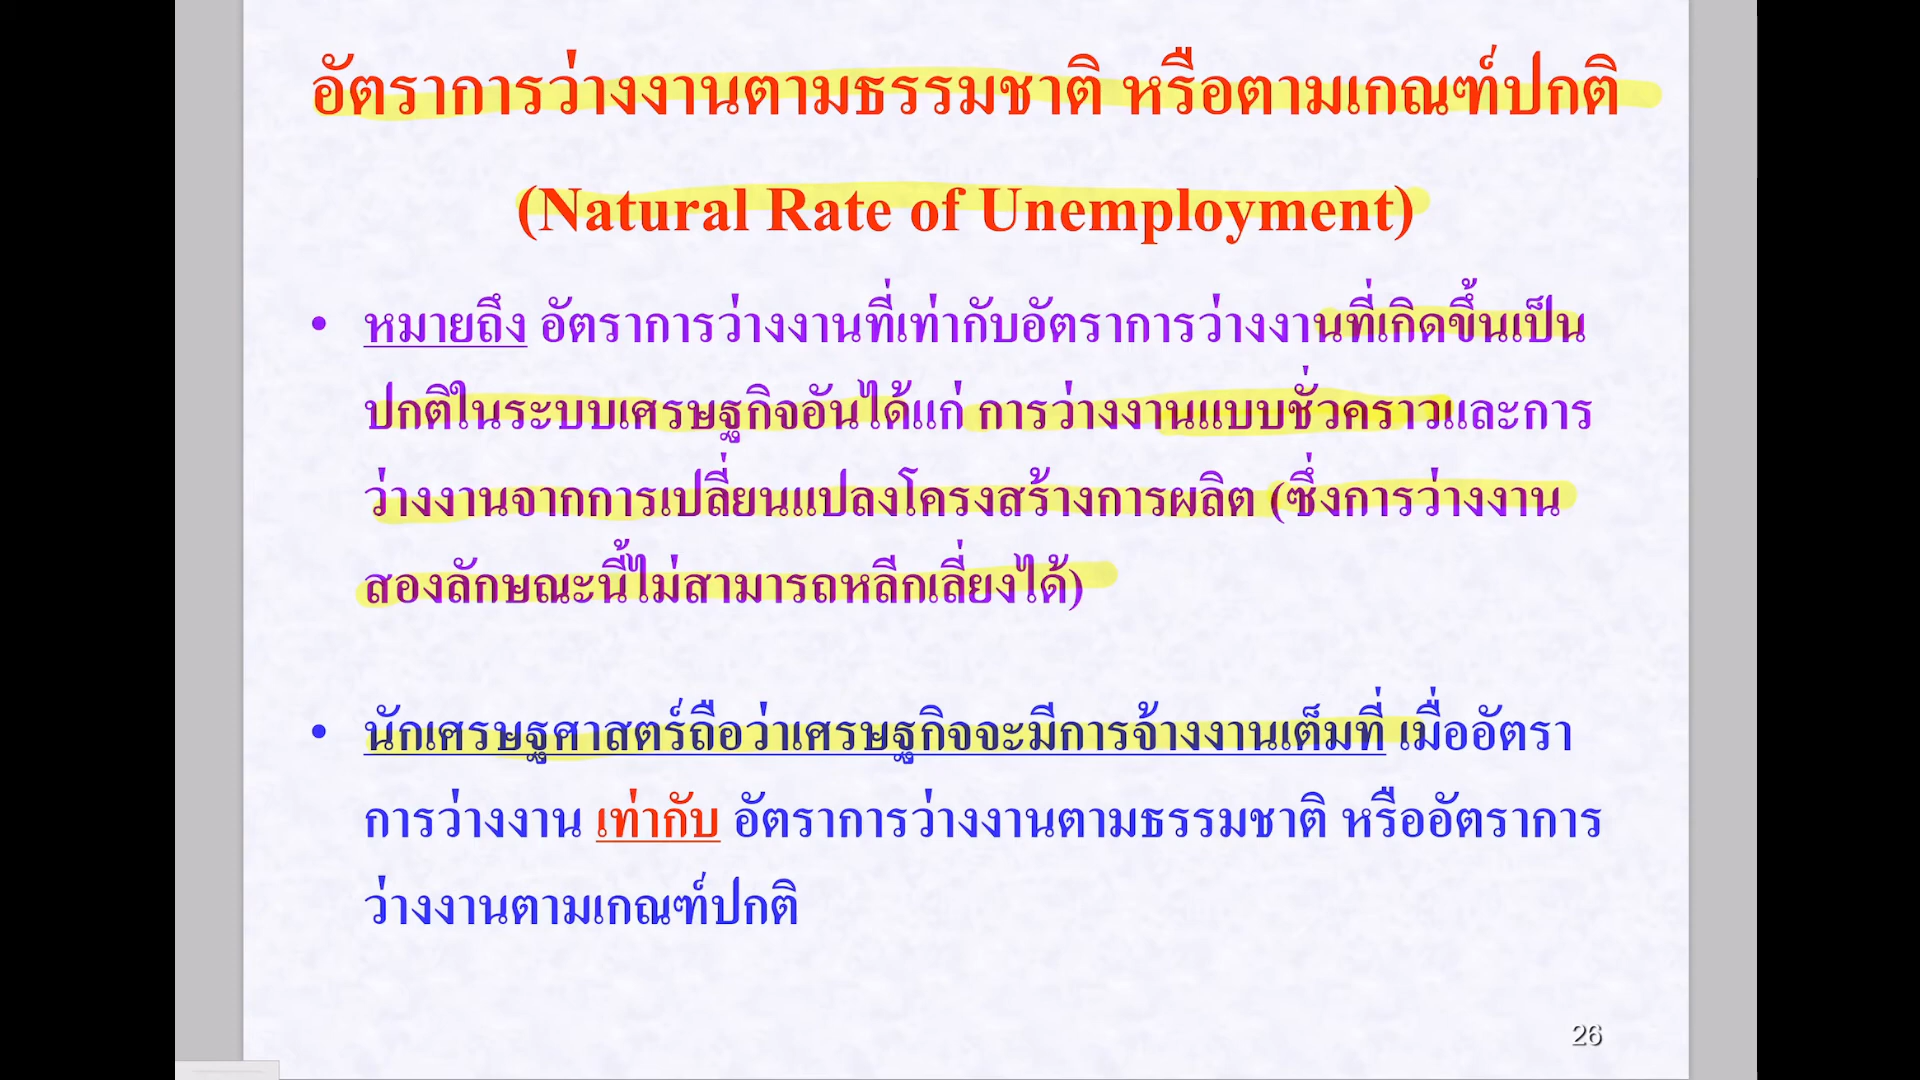 อัตราการว่างงานตามธรรมชาติ หรือตามเกณฑ์ปกติ
(Natural Rate of Unemployment)
• หมายถึง อัตราการว่างงานที่เท่ากับอัตราการว่างงานที่เกิดขึ้นเป็น
ปกติในระบบเศรษฐกิจอันได้แก่ การว่างงานแบบชั่วคราวและการ
ว่างงานจากการเปลี่ยนแปลงโครงสร้างการผลิต (ซึ่งการว่างงาน
สองลักษณะนี้ไม่สามารถหลีกเลี่ยงได้)
• นักเศรษฐศาสตร์ถือว่าเศรษฐกิจจะมีการจ้างงานเต็มที่ เมื่ออัตรา
การว่างงาน เท่ากับ อัตราการว่างงานตามธรรมชาติ หรืออัตราการ
ว่างงานตามเกณฑ์ปกติ
26